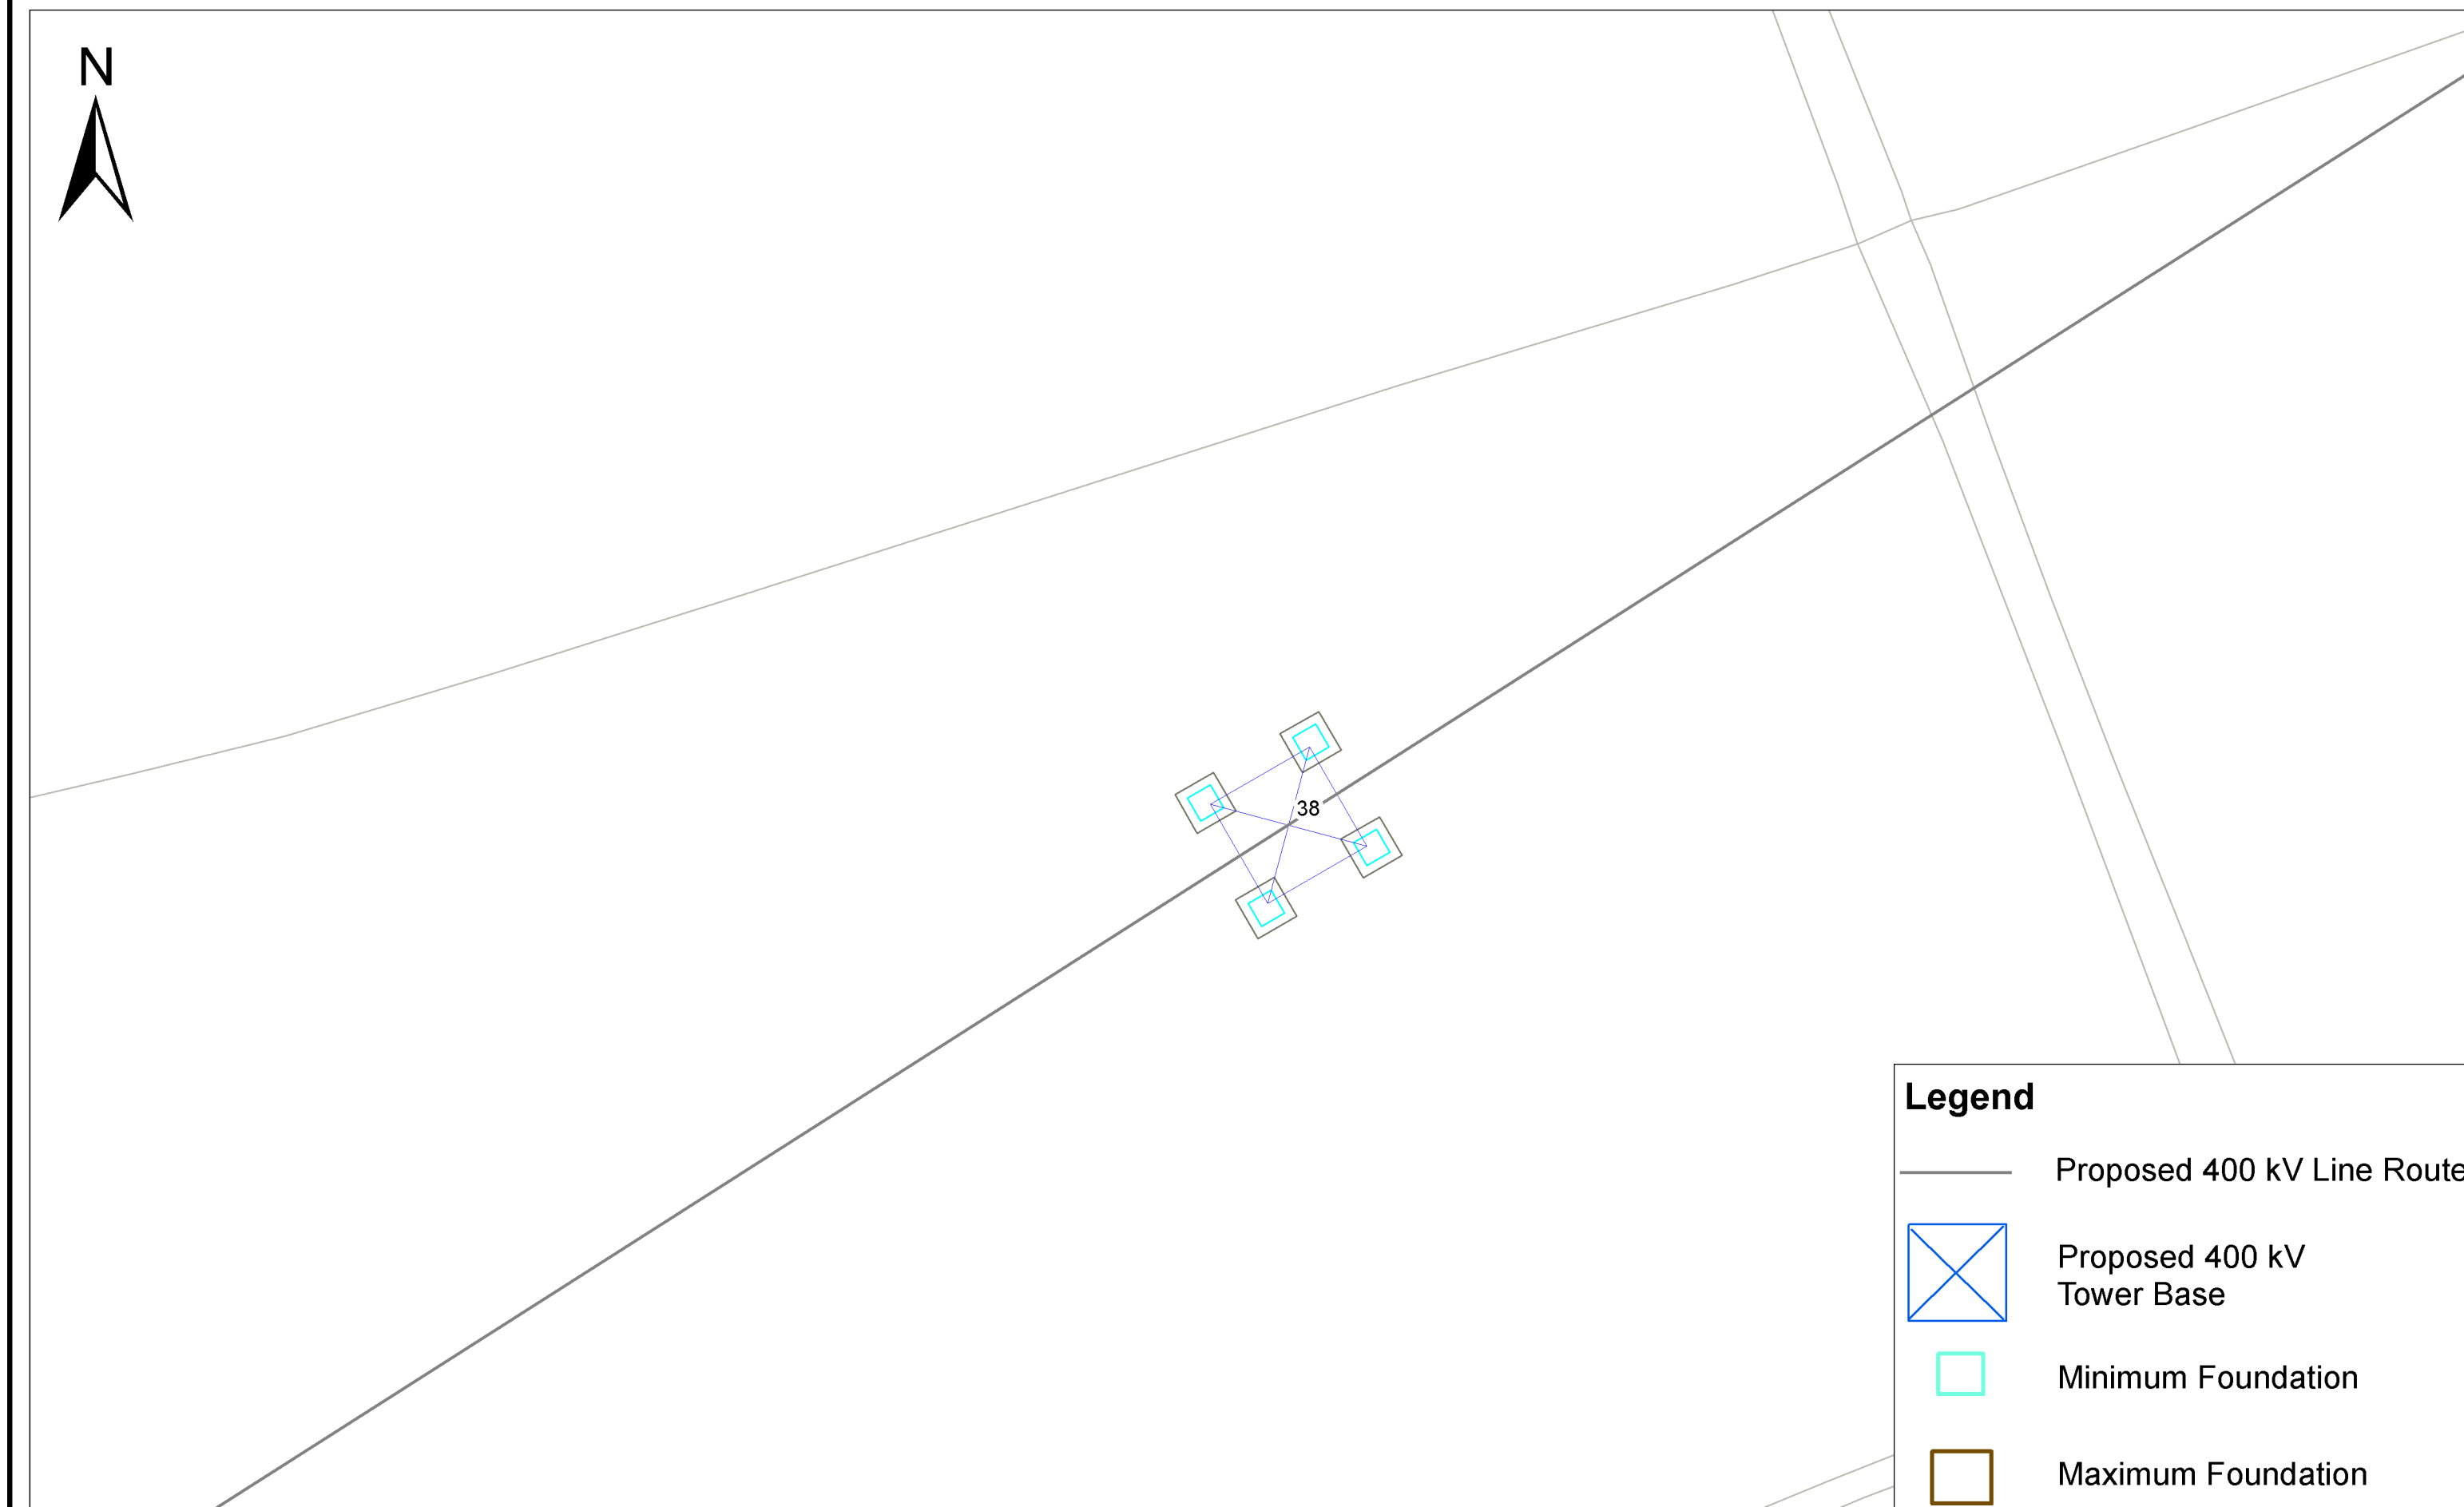 N
38
Legend
Proposed 400 kV Line Route
Proposed 400 kV
Tower Base
Minimum Foundation
Maximum Foundation